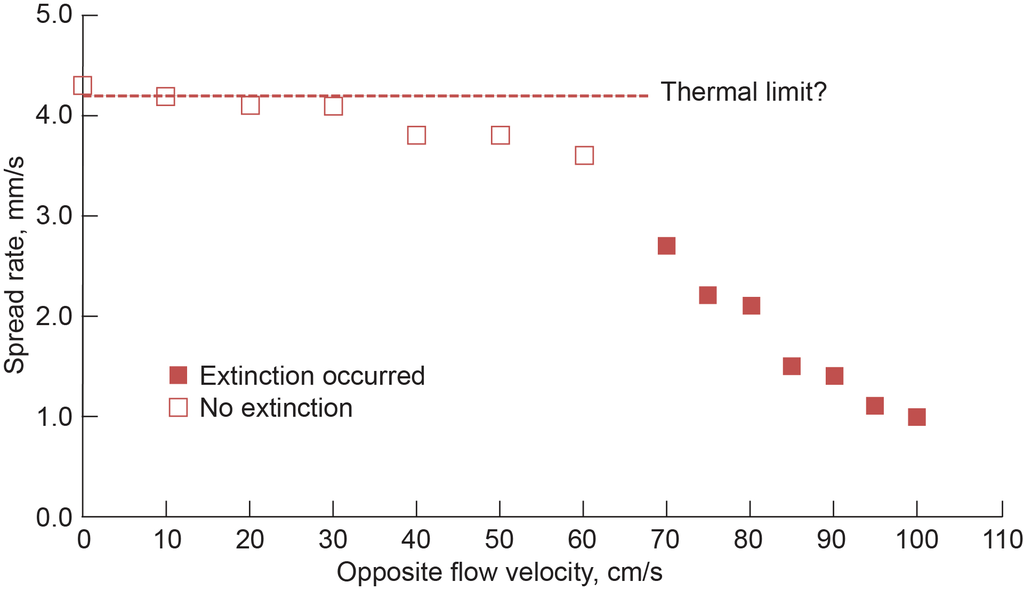 5.0
4.0
3.0
2.0
1.0
0.0
Spread rate, mm/s
Thermal limit?
Extinction occurred
No extinction
0 10 20 30 40 50 60 70 80 90 100 110
Opposite flow velocity, cm/s